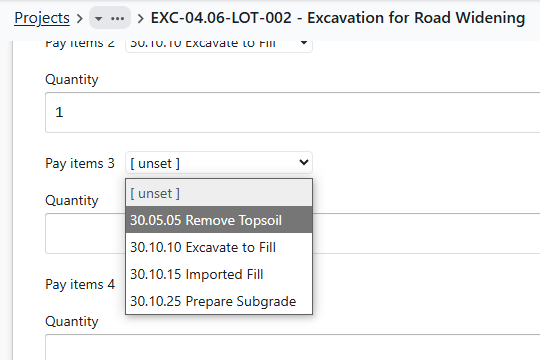 Projects > ▾ ••• > EXC-04.06-LOT-002 - Excavation for Road Widening
Pay items 2 30.10.10 Excavate to Fill
Quantity
1
Pay items 3 [ unset ]
[ unset ]
Quantity
30.05.05 Remove Topsoil
30.10.10 Excavate to Fill
30.10.15 Imported Fill
Pay items 4
30.10.25 Prepare Subgrade
Quantity